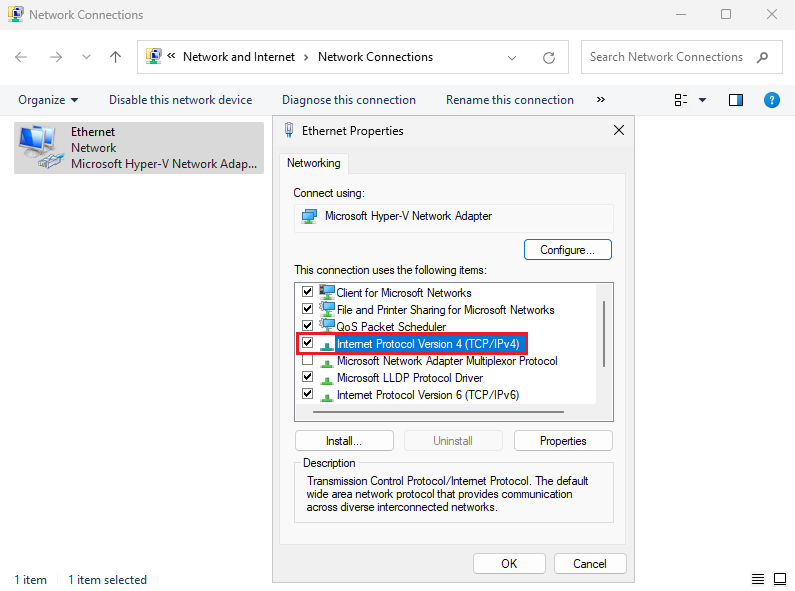 Network Connections
« Network and Internet > Network Connections
Search Network Connections
Organize
Disable this network device
Diagnose this connection
Rename this connection
»
?
Ethernet
Network
Microsoft Hyper-V Network Adap...
Ethernet Properties
Networking
Connect using:
Microsoft Hyper-V Network Adapter
Configure...
This connection uses the following items:
Client for Microsoft Networks
File and Printer Sharing for Microsoft Networks
QoS Packet Scheduler
Internet Protocol Version 4 (TCP/IPv4)
Microsoft Network Adapter Multiplexor Protocol
Microsoft LLDP Protocol Driver
Internet Protocol Version 6 (TCP/IPv6)
Install...
Uninstall
Properties
Description
Transmission Control Protocol/Internet Protocol. The default
wide area network protocol that provides communication
across diverse interconnected networks.
OK
Cancel
1 item
1 item selected